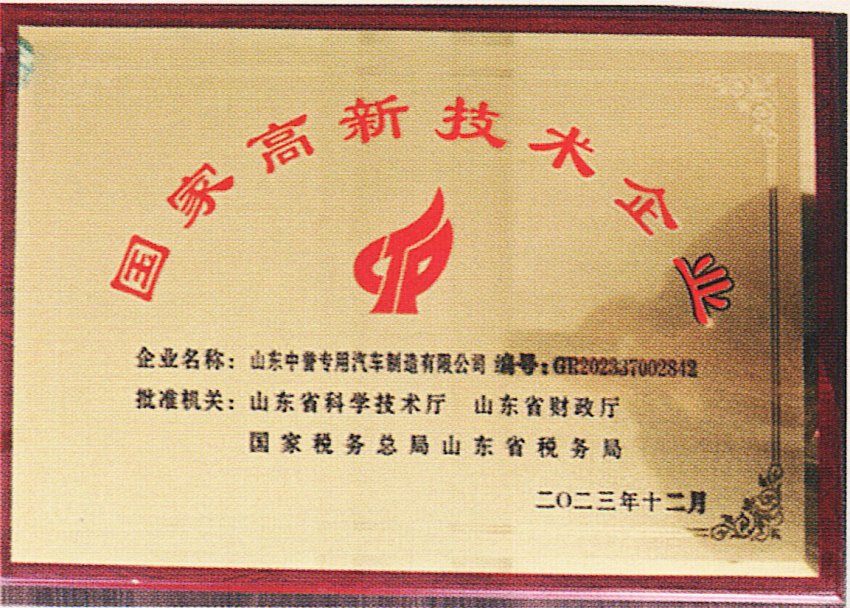 国家高新技术企业
企业名称：山东中誉专用汽车制造有限公司 编号：GR202337002842
批准机关：山东省科学技术厅 山东省财政厅
国家税务总局山东省税务局
二〇二三年十二月